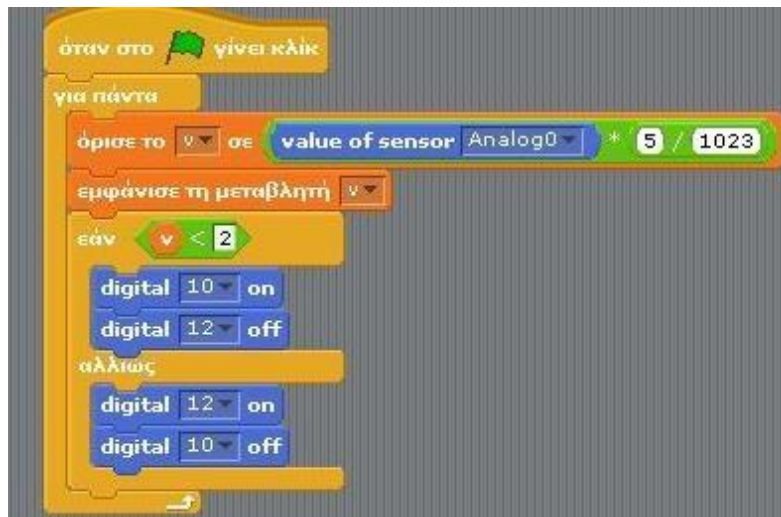 όταν στο γίνει κλικ
για πάντα
όρισε το v σε value of sensor Analog0 * 5 / 1023
εμφάνισε τη μεταβλητή v
εάν v < 2
digital 10 on
digital 12 off
αλλιώς
digital 12 on
digital 10 off